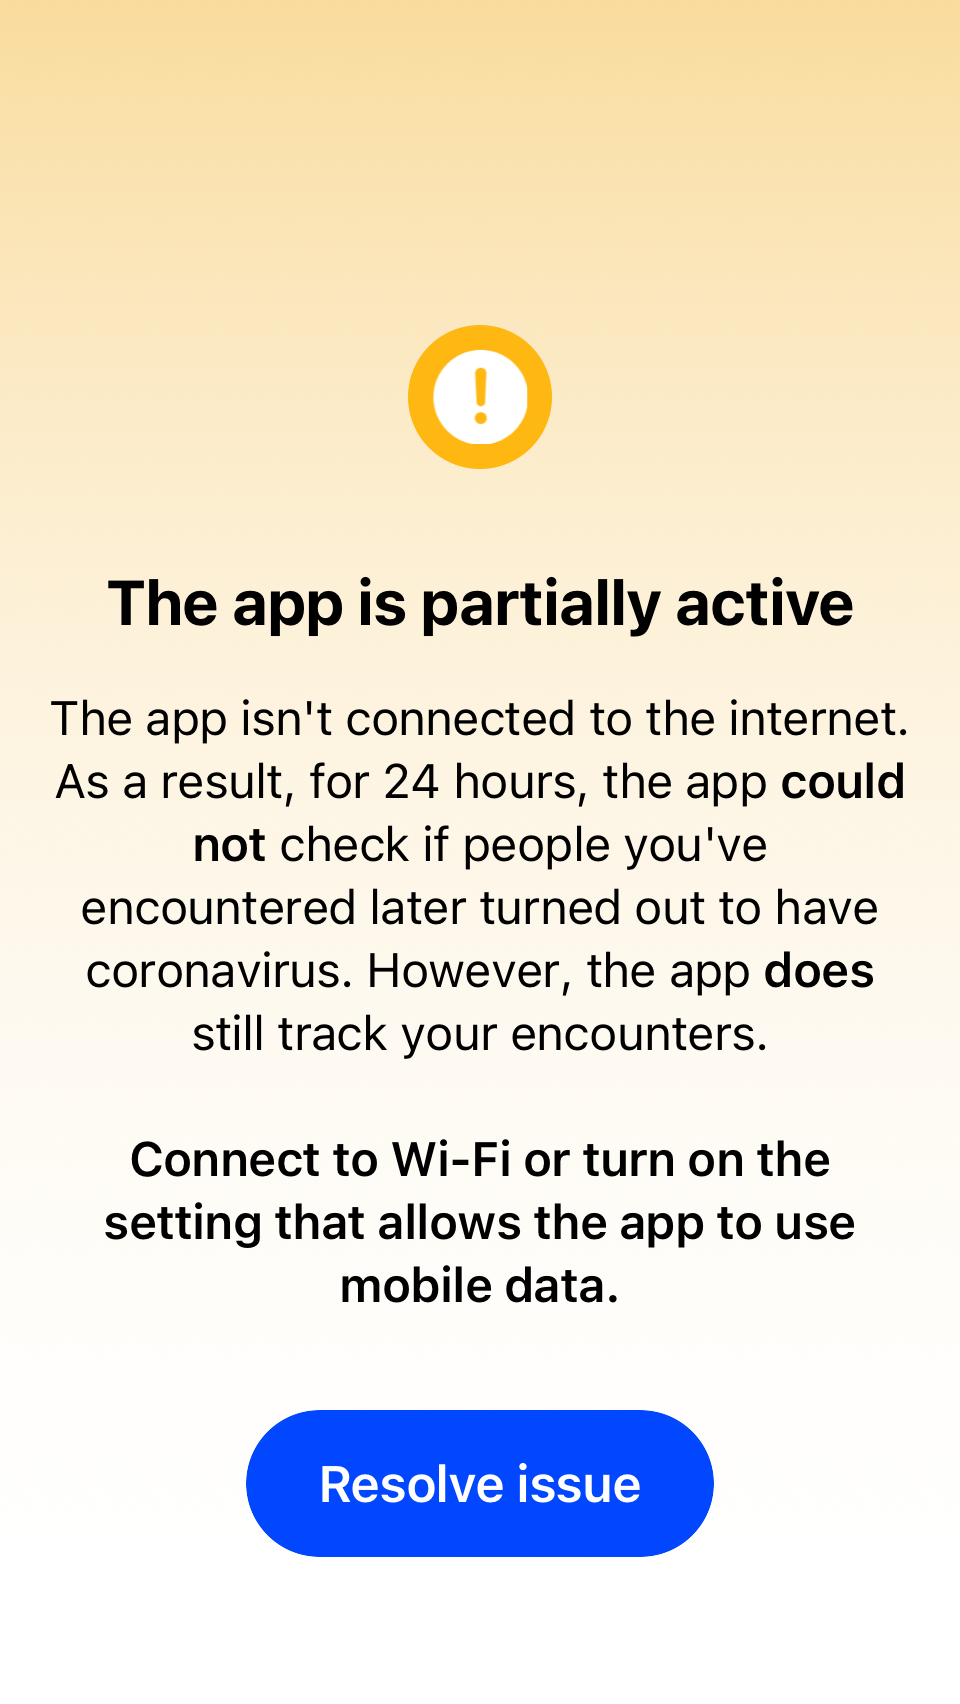 The app is partially active
The app isn't connected to the internet.
As a result, for 24 hours, the app could
not check if people you've
encountered later turned out to have
coronavirus. However, the app does
still track your encounters.
Connect to Wi-Fi or turn on the
setting that allows the app to use
mobile data.
Resolve issue